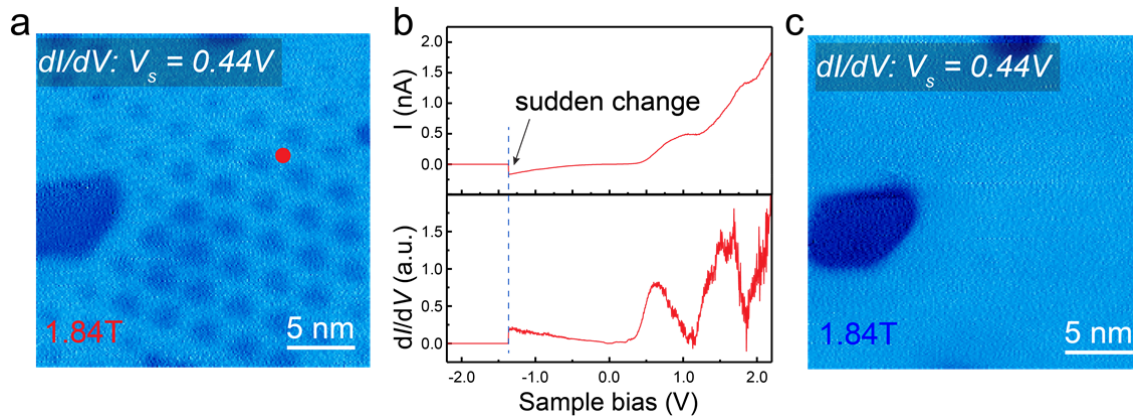 a
dI/dV: Vs = 0.44V
1.84T
5 nm
b
2.0
1.5
1.0
0.5
0.0
I (nA)
sudden change
1.5
1.0
0.5
0.0
dI/dV (a.u.)
-2.0 -1.0 0.0 1.0 2.0
Sample bias (V)
c
dI/dV: Vs = 0.44V
1.84T
5 nm